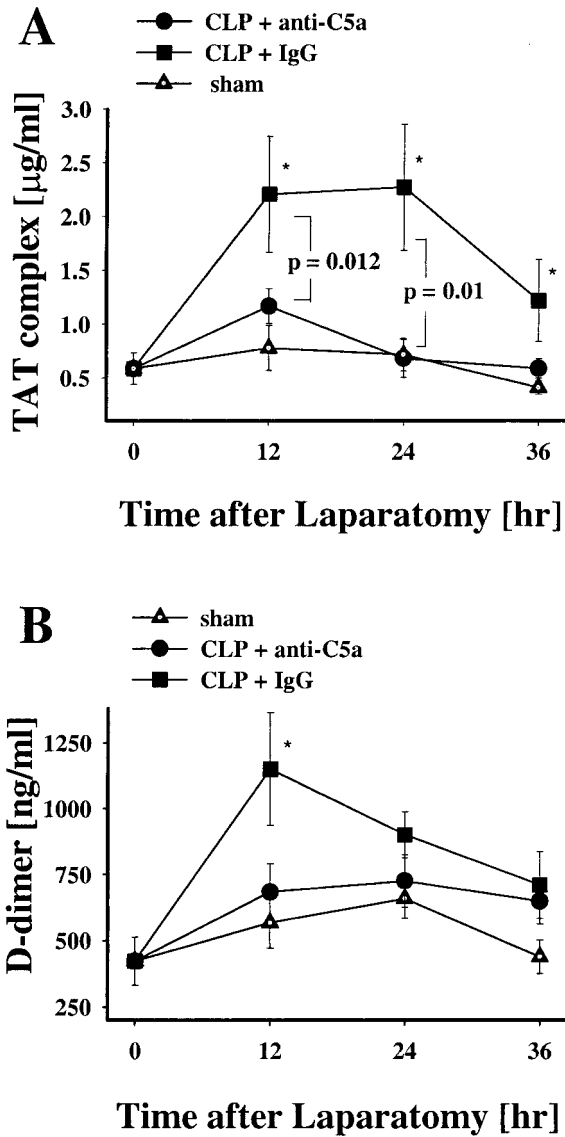 A
CLP + anti-C5a
CLP + IgG
sham
TAT complex [µg/ml]
3.0
2.5
2.0
1.5
1.0
0.5
*
*
*
p = 0.012
p = 0.01
0
12
24
36
Time after Laparatomy [hr]
B
sham
CLP + anti-C5a
CLP + IgG
D-dimer [ng/ml]
1250
1000
750
500
250
*
0
12
24
36
Time after Laparatomy [hr]